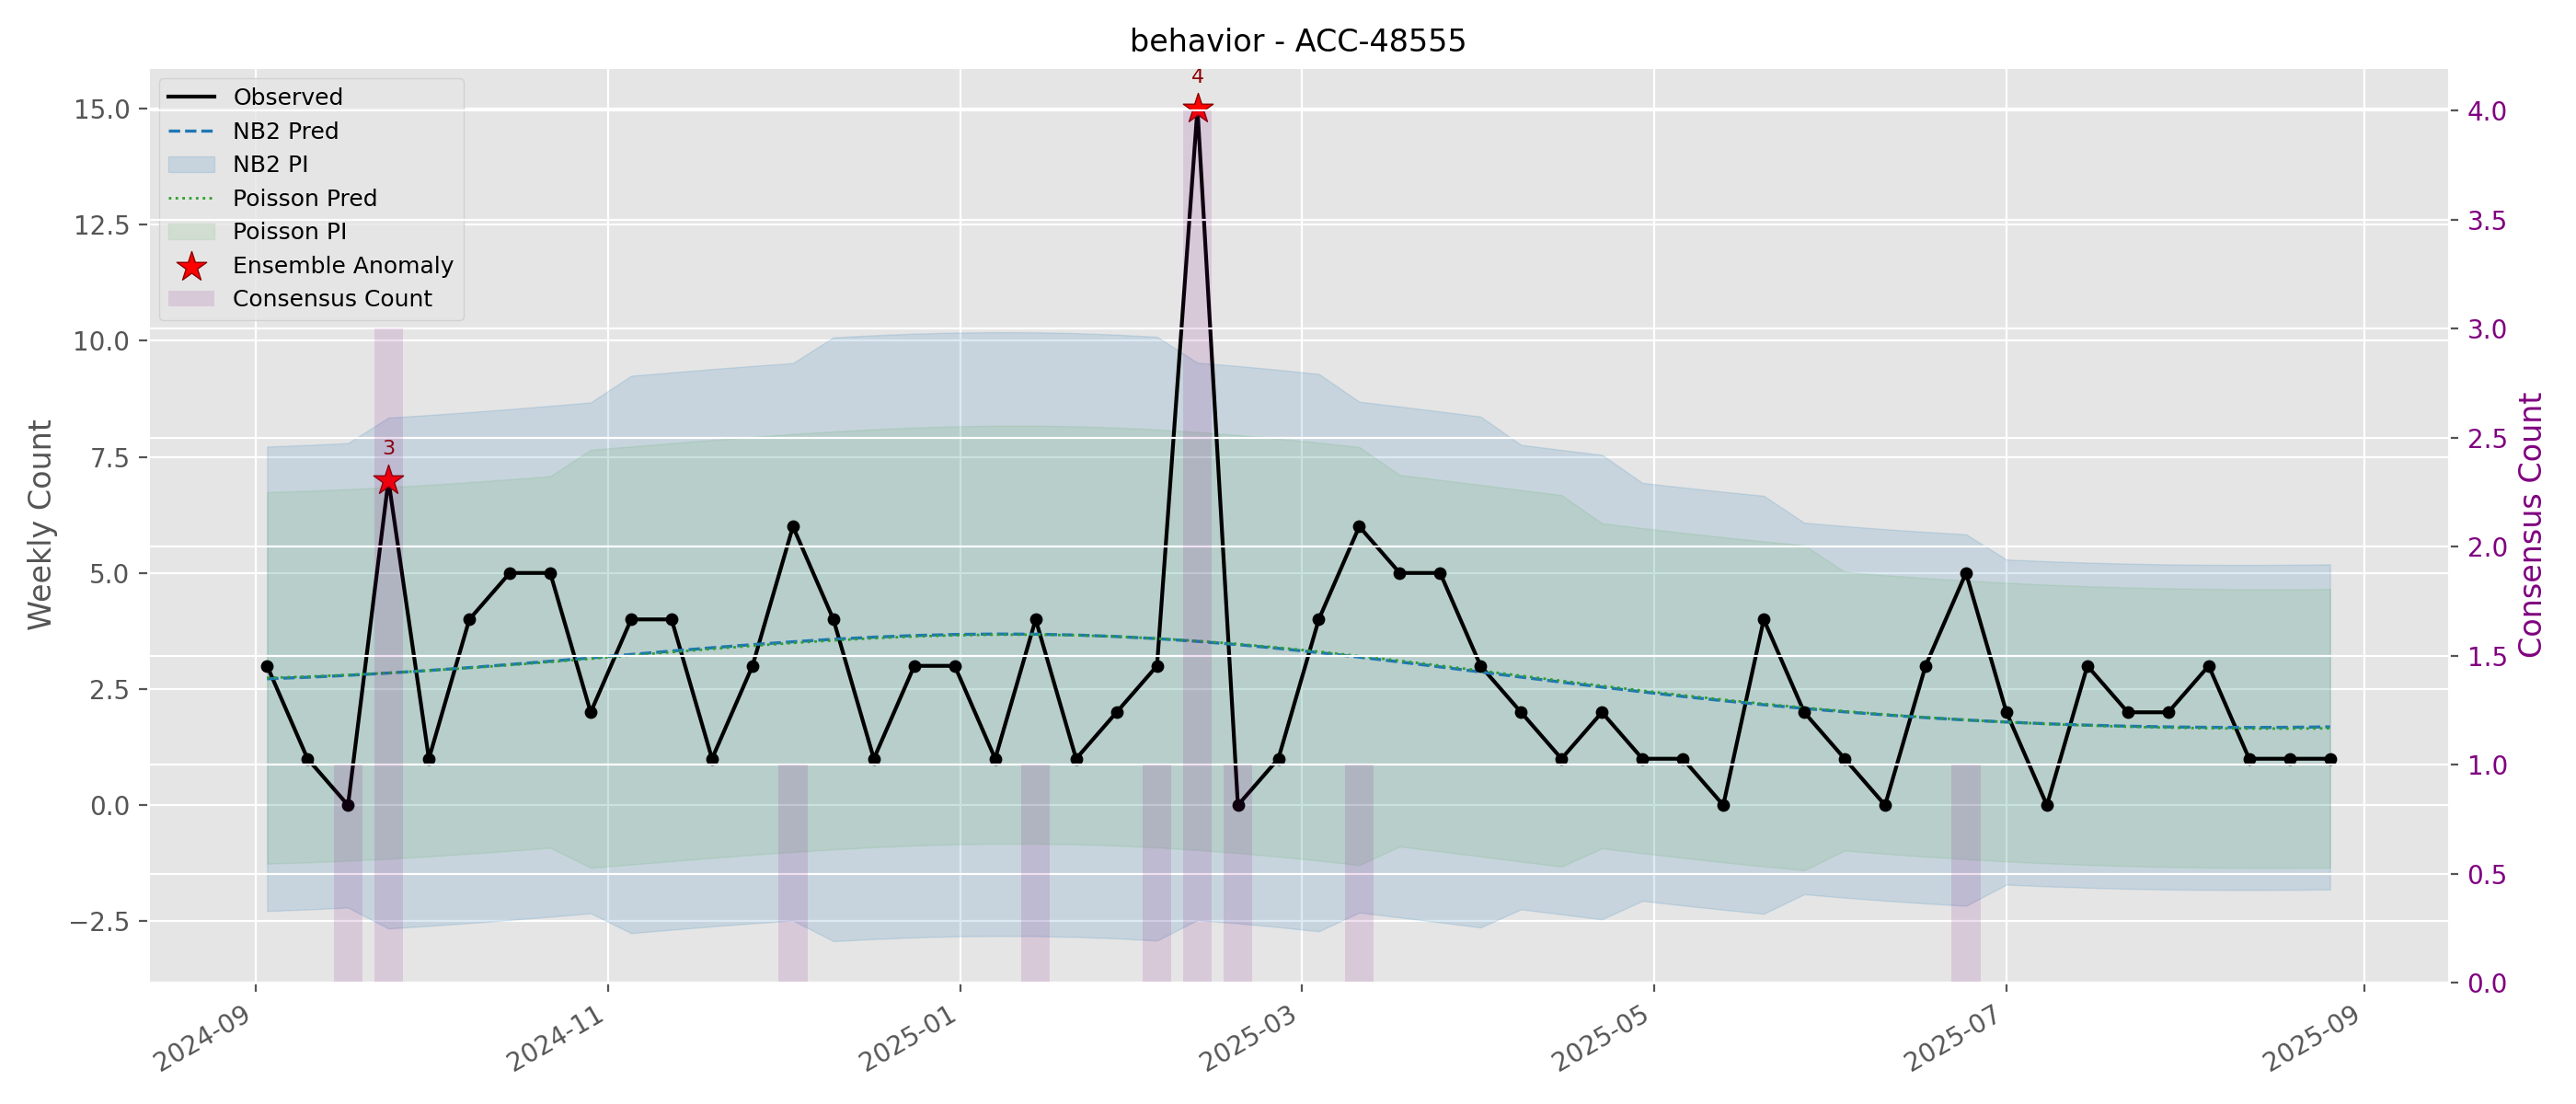 behavior - ACC-48555
Observed
NB2 Pred
NB2 PI
Poisson Pred
Poisson PI
Ensemble Anomaly
Consensus Count
3
4
Weekly Count
15.0
12.5
10.0
7.5
5.0
2.5
0.0
−2.5
4.0
3.5
3.0
2.5
2.0
1.5
1.0
0.5
0.0
Consensus Count
2024-09
2024-11
2025-01
2025-03
2025-05
2025-07
2025-09